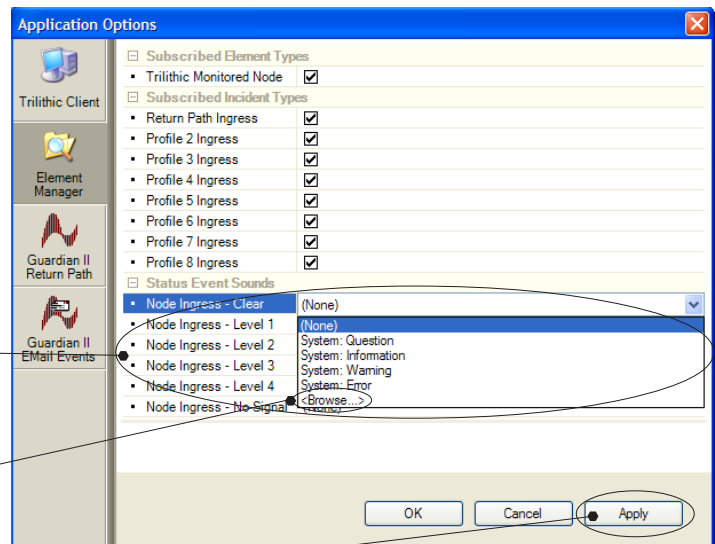 Application Options
Trilithic Client
Element
Manager
Guardian II
Return Path
Guardian II
EMail Events
Subscribed Element Types
Trilithic Monitored Node
Subscribed Incident Types
Return Path Ingress
Profile 2 Ingress
Profile 3 Ingress
Profile 4 Ingress
Profile 5 Ingress
Profile 6 Ingress
Profile 7 Ingress
Profile 8 Ingress
Status Event Sounds
Node Ingress - Clear (None)
Node Ingress - Level 1
Node Ingress - Level 2
Node Ingress - Level 3
Node Ingress - Level 4
Node Ingress - No Signal (None)
(None)
System: Question
System: Information
System: Warning
System: Error
<Browse...>
OK Cancel Apply